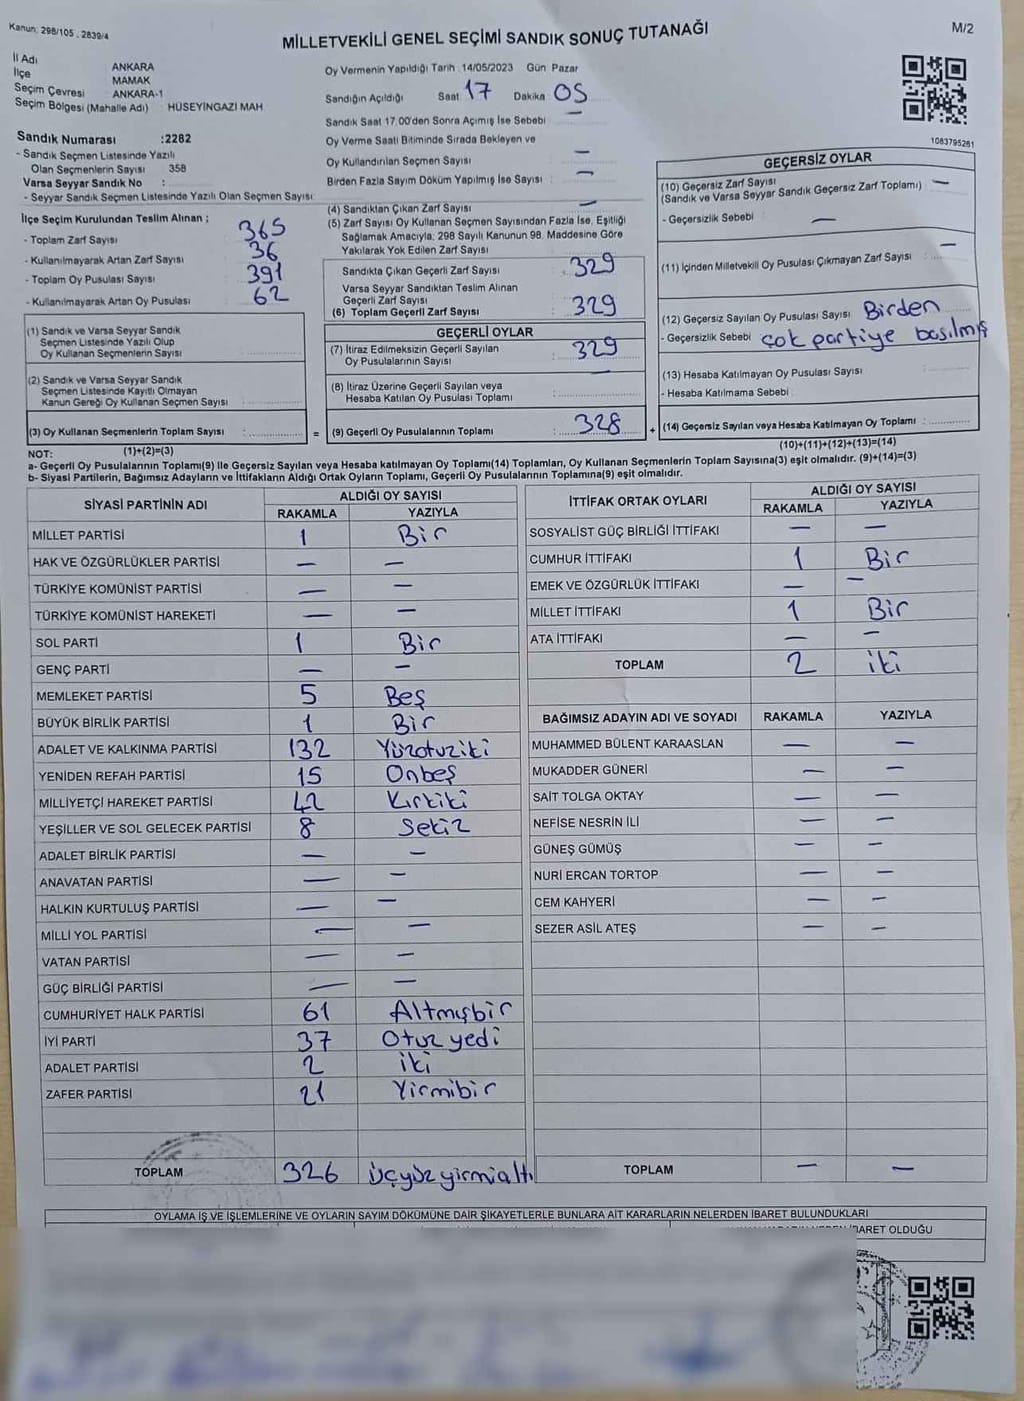 Kanun: 298/105 , 2839/4
MİLLETVEKİLİ GENEL SEÇİMİ SANDIK SONUÇ TUTANAĞI
M/2
İl Adı ANKARA
İlçe MAMAK
Seçim Çevresi ANKARA-1
Seçim Bölgesi (Mahalle Adı) HÜSEYİNGAZİ MAH
Sandık Numarası :2282
- Sandık Seçmen Listesinde Yazılı
Olan Seçmenlerin Sayısı 358
Varsa Seyyar Sandık No :
- Seyyar Sandık Seçmen Listesinde Yazılı Olan Seçmen Sayısı:
Oy Vermenin Yapıldığı Tarih :14/05/2023 Gün Pazar
Sandığın Açıldığı Saat 17 Dakika 05
Sandık Saat 17.00'den Sonra Açımış İse Sebebi —
Oy Verme Saati Bitiminde Sırada Bekleyen ve
Oy Kullandırılan Seçmen Sayısı —
Birden Fazla Sayım Döküm Yapılmış İse Sayısı : —
1083795261
İlçe Seçim Kurulundan Teslim Alınan ;
- Toplam Zarf Sayısı 365
- Kullanılmayarak Artan Zarf Sayısı 36
- Toplam Oy Pusulası Sayısı 391
- Kullanılmayarak Artan Oy Pusulası 62
(1) Sandık ve Varsa Seyyar Sandık
Seçmen Listesinde Yazılı Olup
Oy Kullanan Seçmenlerin Sayısı
(2) Sandık ve Varsa Seyyar Sandık
Seçmen Listesinde Kayıtlı Olmayan
Kanun Gereği Oy Kullanan Seçmen Sayısı :
(3) Oy Kullanan Seçmenlerin Toplam Sayısı :
(1)+(2)=(3)
(4) Sandıktan Çıkan Zarf Sayısı —
(5) Zarf Sayısı Oy Kullanan Seçmen Sayısından Fazla İse, Eşitliği
Sağlamak Amacıyla, 298 Sayılı Kanunun 98. Maddesine Göre
Yakılarak Yok Edilen Zarf Sayısı
Sandıkta Çıkan Geçerli Zarf Sayısı : 329
Varsa Seyyar Sandıktan Teslim Alınan
Geçerli Zarf Sayısı
(6) Toplam Geçerli Zarf Sayısı : 329
GEÇERLİ OYLAR
(7) İtiraz Edilmeksizin Geçerli Sayılan
Oy Pusulalarının Sayısı : 329
(8) İtiraz Üzerine Geçerli Sayılan veya
Hesaba Katılan Oy Pusulası Toplamı :
= (9) Geçerli Oy Pusulalarının Toplamı : 328 +
GEÇERSİZ OYLAR
(10) Geçersiz Zarf Sayısı —
(Sandık ve Varsa Seyyar Sandık Geçersiz Zarf Toplamı)
- Geçersizlik Sebebi : —
(11) İçinden Milletvekili Oy Pusulası Çıkmayan Zarf Sayısı : —
(12) Geçersiz Sayılan Oy Pusulası Sayısı Birden
- Geçersizlik Sebebi çok partiye basılmış
(13) Hesaba Katılmayan Oy Pusulası Sayısı :
- Hesaba Katılmama Sebebi
(14) Geçersiz Sayılan veya Hesaba Katılmayan Oy Toplamı :
(10)+(11)+(12)+(13)=(14)
NOT:
a- Geçerli Oy Pusulalarının Toplamı(9) ile Geçersiz Sayılan veya Hesaba katılmayan Oy Toplamı(14) Toplamları, Oy Kullanan Seçmenlerin Toplam Sayısına(3) eşit olmalıdır. (9)+(14)=(3)
b- Siyasi Partilerin, Bağımsız Adayların ve İttifakların Aldığı Ortak Oyların Toplamı, Geçerli Oy Pusulalarının Toplamına(9) eşit olmalıdır.
SİYASİ PARTİNİN ADI ALDIĞI OY SAYISI
RAKAMLA YAZIYLA
MİLLET PARTİSİ 1 Bir
HAK VE ÖZGÜRLÜKLER PARTİSİ — —
TÜRKİYE KOMÜNİST PARTİSİ — —
TÜRKİYE KOMÜNİST HAREKETİ — —
SOL PARTİ 1 Bir
GENÇ PARTİ — —
MEMLEKET PARTİSİ 5 Beş
BÜYÜK BİRLİK PARTİSİ 1 Bir
ADALET VE KALKINMA PARTİSİ 132 Yüzotuziki
YENİDEN REFAH PARTİSİ 15 Onbeş
MİLLİYETÇİ HAREKET PARTİSİ 42 Kırkiki
YEŞİLLER VE SOL GELECEK PARTİSİ 8 Sekiz
ADALET BİRLİK PARTİSİ — —
ANAVATAN PARTİSİ — —
HALKIN KURTULUŞ PARTİSİ — —
MİLLİ YOL PARTİSİ — —
VATAN PARTİSİ — —
GÜÇ BİRLİĞİ PARTİSİ — —
CUMHURİYET HALK PARTİSİ 61 Altmışbir
İYİ PARTİ 37 Otuz yedi
ADALET PARTİSİ 2 iki
ZAFER PARTİSİ 21 Yirmibir
TOPLAM 326 Üçyüz yirmialtı
İTTİFAK ORTAK OYLARI ALDIĞI OY SAYISI
RAKAMLA YAZIYLA
SOSYALİST GÜÇ BİRLİĞİ İTTİFAKI — —
CUMHUR İTTİFAKI 1 Bir
EMEK VE ÖZGÜRLÜK İTTİFAKI — —
MİLLET İTTİFAKI 1 Bir
ATA İTTİFAKI — —
TOPLAM 2 iki
BAĞIMSIZ ADAYIN ADI VE SOYADI RAKAMLA YAZIYLA
MUHAMMED BÜLENT KARAASLAN — —
MUKADDER GÜNERİ — —
SAİT TOLGA OKTAY — —
NEFİSE NESRİN İLİ — —
GÜNEŞ GÜMÜŞ — —
NURİ ERCAN TORTOP — —
CEM KAHYERİ — —
SEZER ASİL ATEŞ — —
TOPLAM — —
OYLAMA İŞ VE İŞLEMLERİNE VE OYLARIN SAYIM DÖKÜMÜNE DAİR ŞİKAYETLERLE BUNLARA AİT KARARLARIN NELERDEN İBARET BULUNDUKLARI
İBARET OLDUĞU